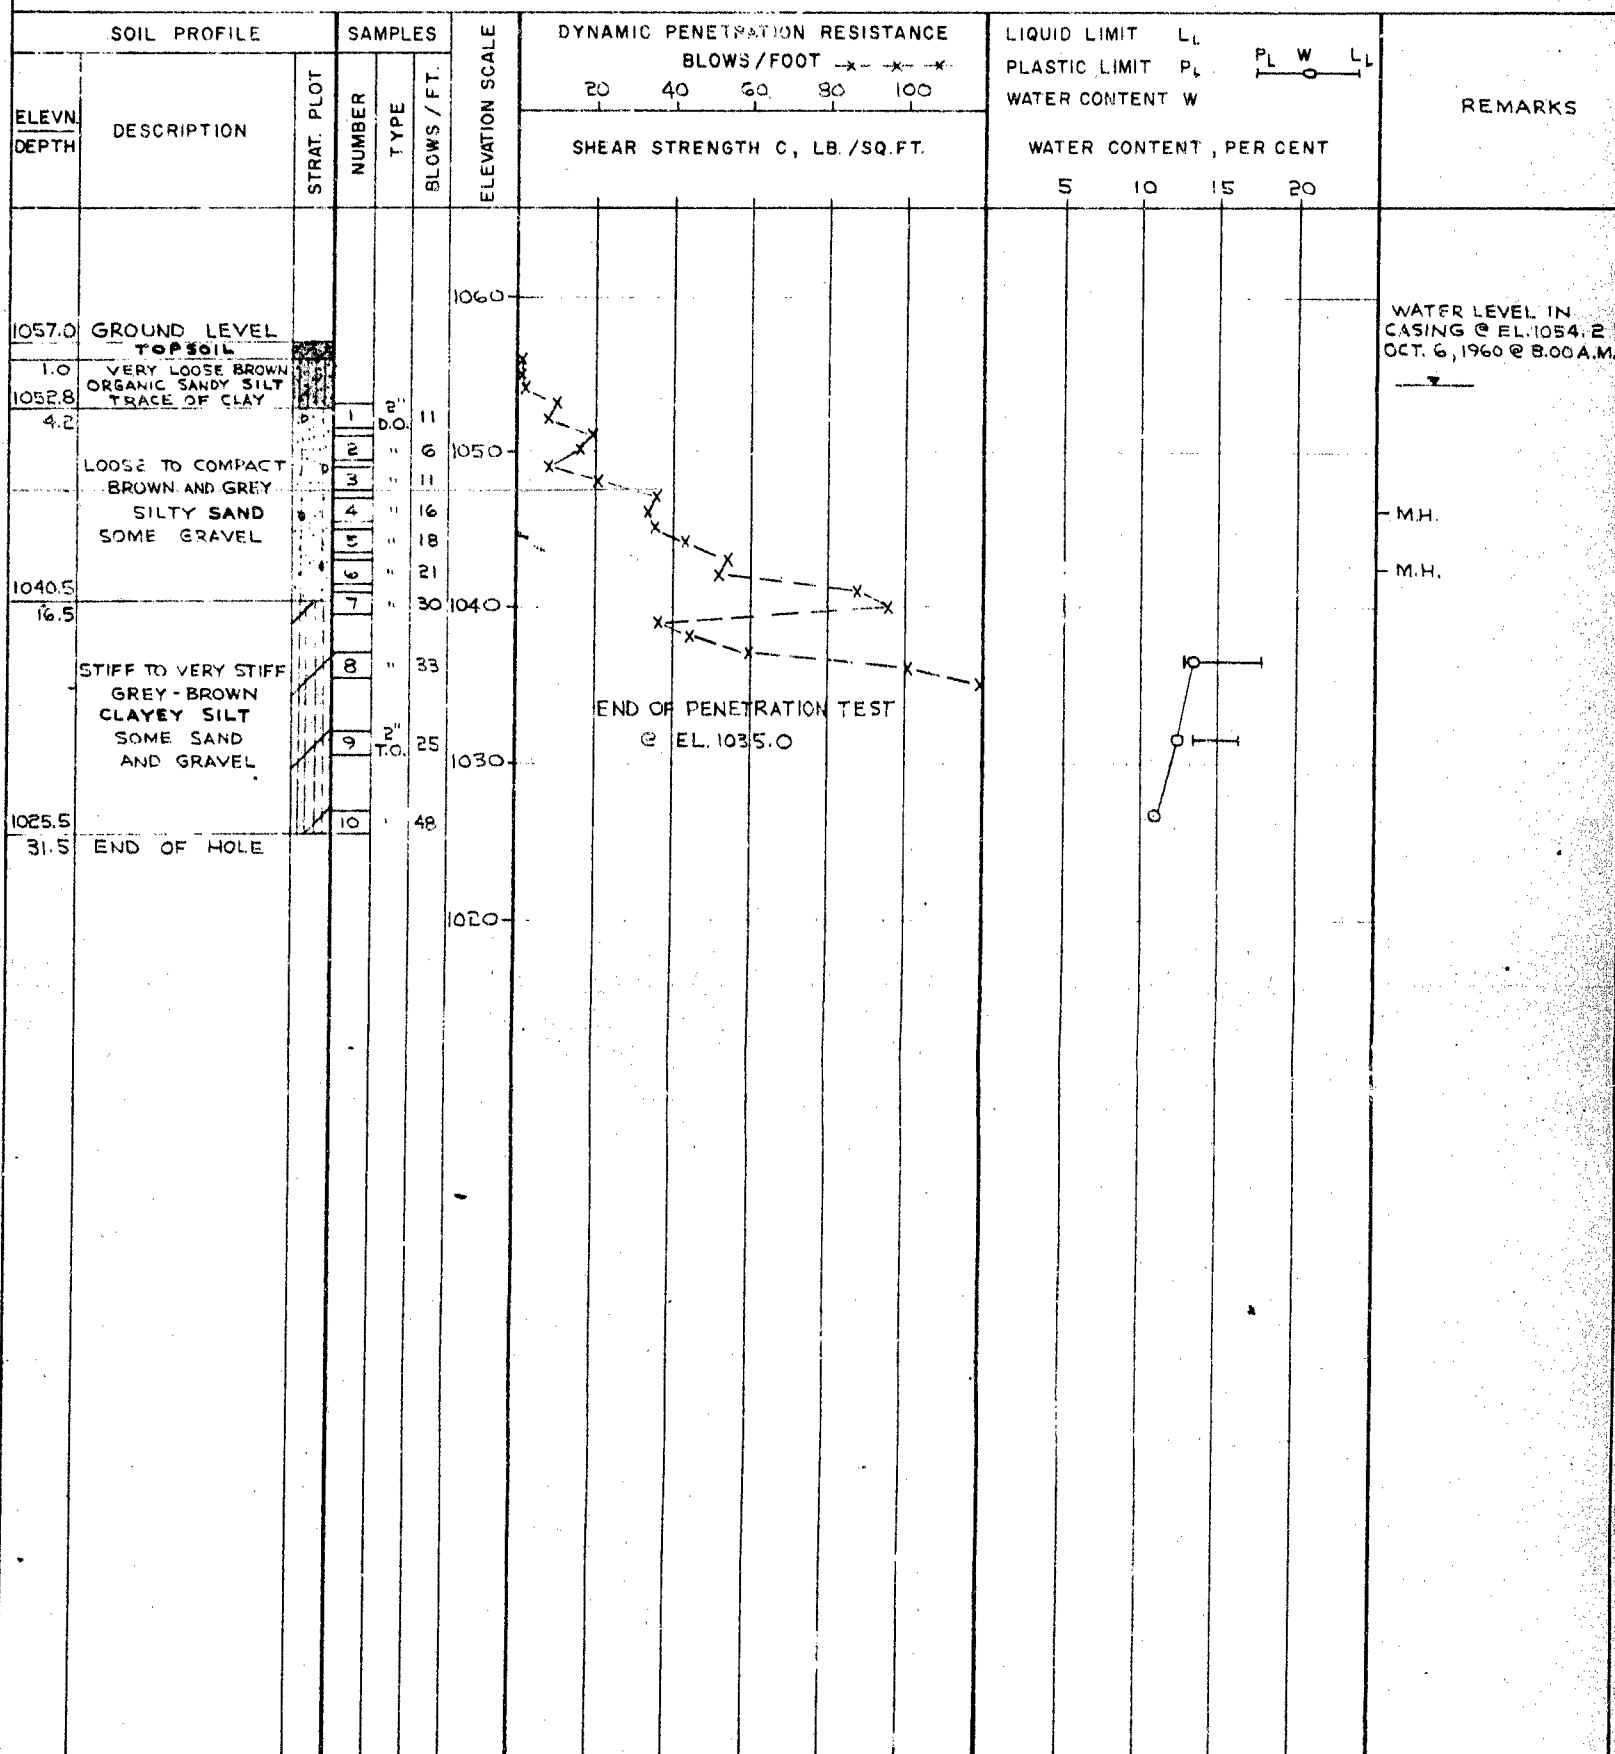 SOIL PROFILE
SAMPLES
ELEVATION SCALE
DYNAMIC PENETRATION RESISTANCE
BLOWS/FOOT -x- -x- -x-
20 40 60 80 100
SHEAR STRENGTH C, LB./SQ.FT.
LIQUID LIMIT LL
PLASTIC LIMIT PL
WATER CONTENT W
PL W LL
WATER CONTENT, PER CENT
5 10 15 20
REMARKS
ELEVN.
DEPTH
DESCRIPTION
STRAT. PLOT
NUMBER
TYPE
BLOWS / FT.
1060
1057.0 GROUND LEVEL
TOPSOIL
1.0 VERY LOOSE BROWN
ORGANIC SANDY SILT
1052.8 TRACE OF CLAY
4.2
WATER LEVEL IN
CASING @ EL. 1054.2
OCT. 6, 1960 @ 8.00 A.M.
1 2" D.O. 11
2 " 6
1050
3 " 11
4 " 16
5 " 18
6 " 21
7 " 30
1040
8 " 33
9 2" T.O. 25
1030
10 " 48
1020
LOOSE TO COMPACT
BROWN AND GREY
SILTY SAND
SOME GRAVEL
M.H.
M.H.
1040.5
16.5
STIFF TO VERY STIFF
GREY-BROWN
CLAYEY SILT
SOME SAND
AND GRAVEL
END OF PENETRATION TEST
@ EL. 1035.0
1025.5
31.5 END OF HOLE